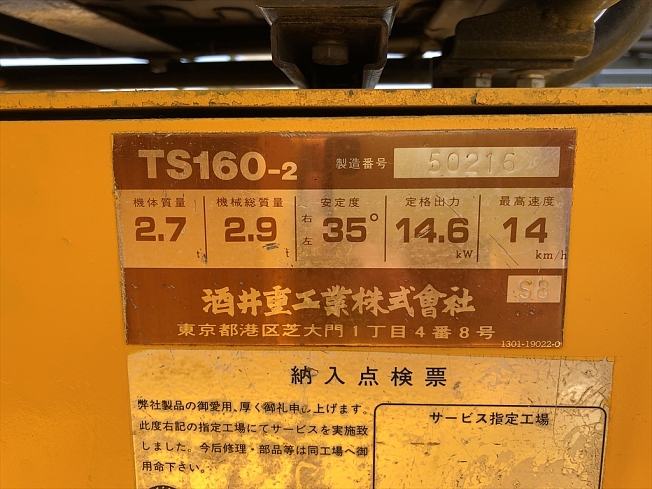 TS160-2 製造番号 50216
機体質量 機械総質量 安定度 定格出力 最高速度
2.7 t 2.9 t 右左 35° 14.6 kW 14 km/h
S8
酒井重工業株式會社
東京都港区芝大門1丁目4番8号
1301-19022-0
納入点検票
弊社製品の御愛用、厚く御礼申し上げます。
此度右記の指定工場にてサービスを実施致
しました。今后修理・部品等は同工場へ御
用命下さい。
サービス指定工場